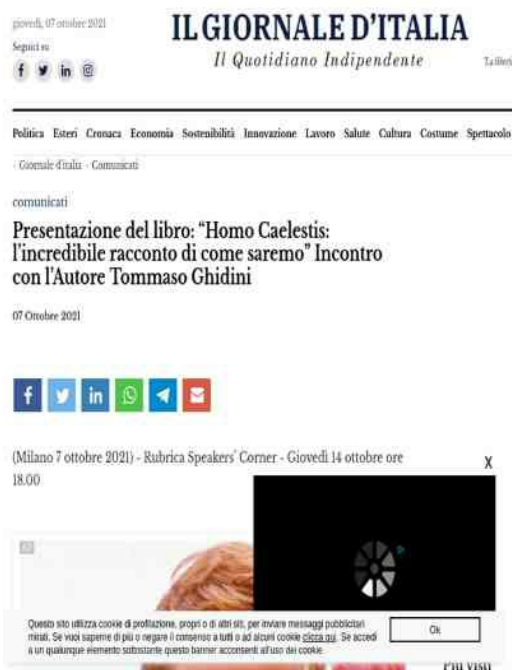 giovedì, 07 ottobre 2021
Seguici su
IL GIORNALE D'ITALIA
Il Quotidiano Indipendente
Politica Esteri Cronaca Economia Sostenibilità Innovazione Lavoro Salute Cultura Costume Spettacolo
- Giornale d'italia - Comunicati
comunicati
Presentazione del libro: “Homo Caelestis:
l'incredibile racconto di come saremo” Incontro
con l'Autore Tommaso Ghidini
07 Ottobre 2021
(Milano 7 ottobre 2021) - Rubrica Speakers' Corner - Giovedì 14 ottobre ore
18.00
X
Questo sito utilizza cookie di profilazione, propri o di altri siti, per inviare messaggi pubblicitari
mirati. Se vuoi saperne di più o negare il consenso a tutti o ad alcuni cookie clicca qui. Se accedi
a un qualunque elemento sottostante questo banner acconsenti all'uso dei cookie.
Ok
Più visti